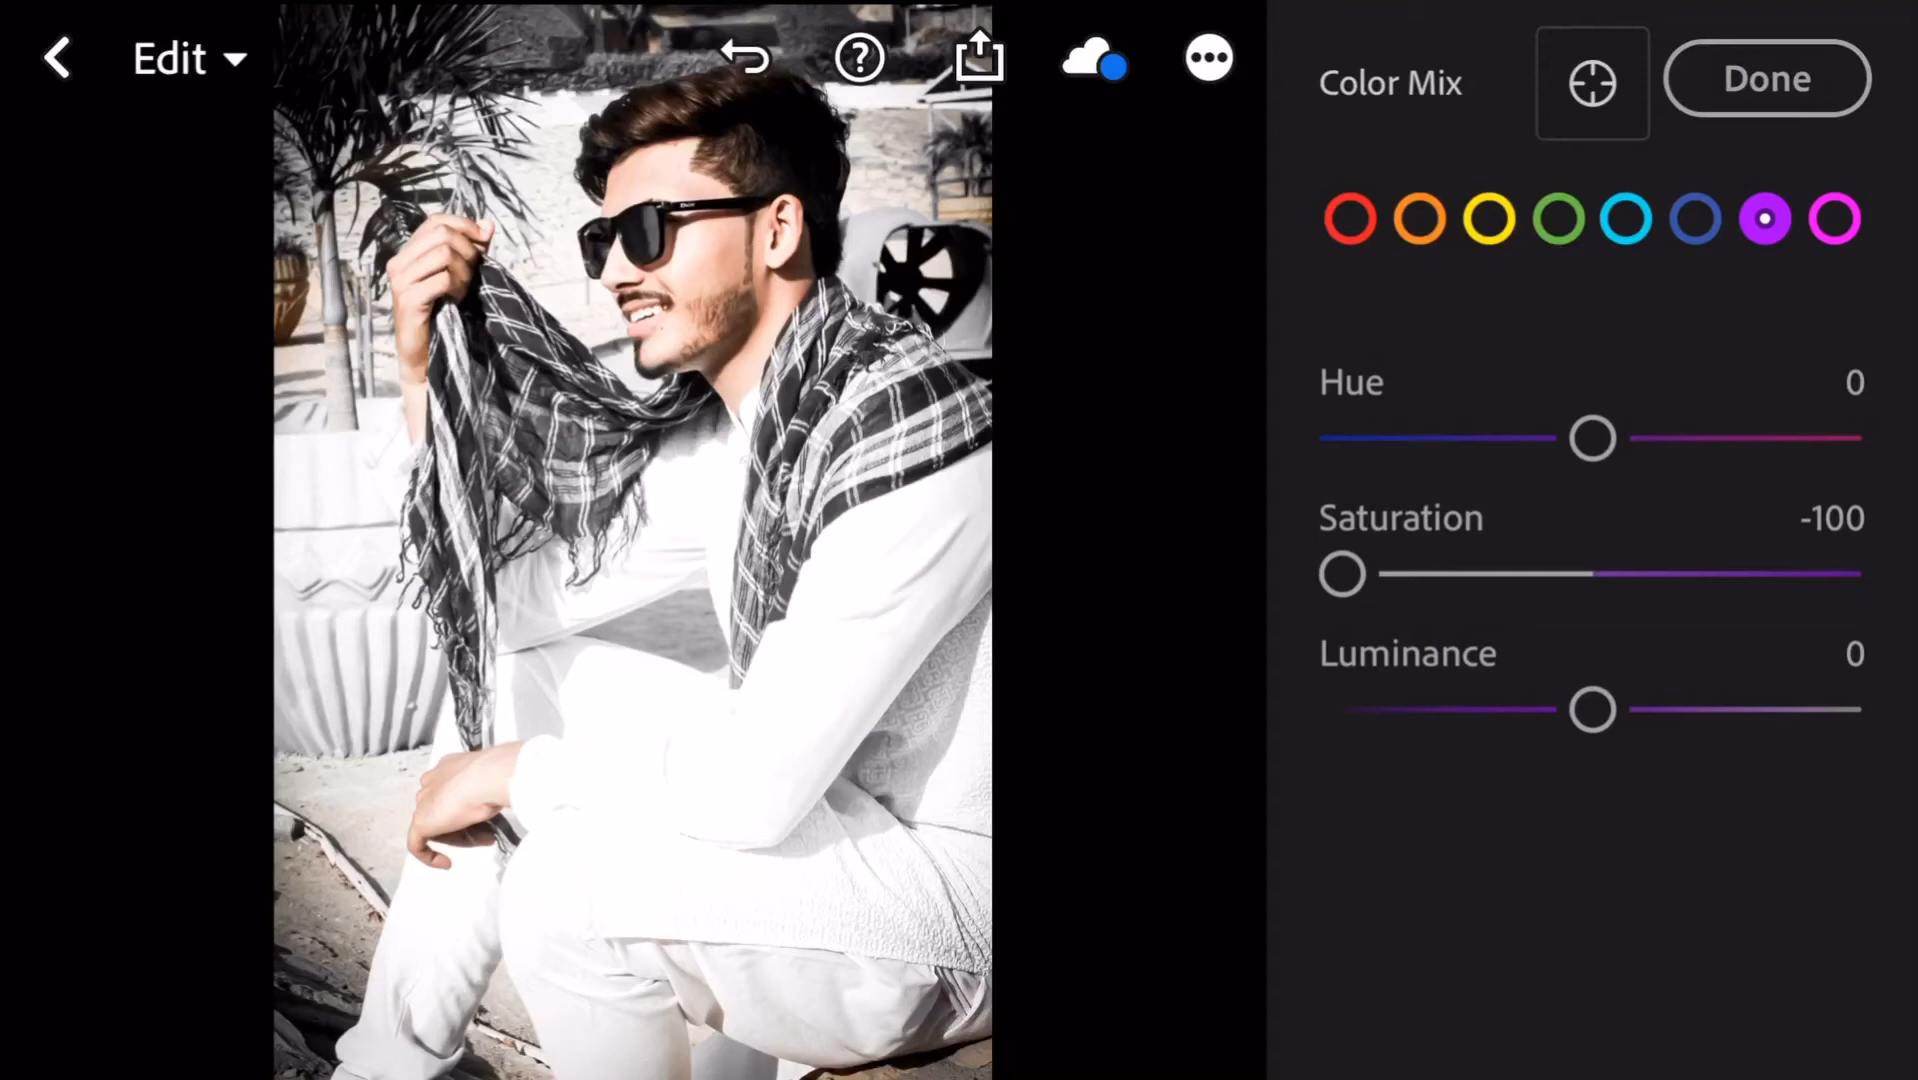 Edit
Color Mix
Done
Hue 0
Saturation -100
Luminance 0